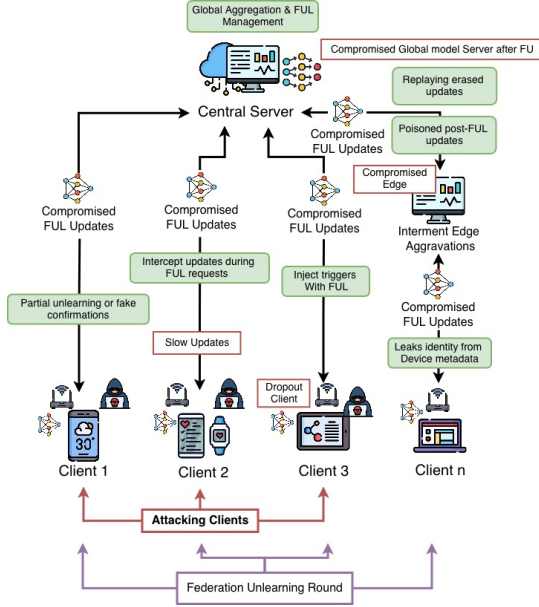 Global Aggregation & FUL
Management
Compromised Global model Server after FU
Replaying erased
updates
Central Server
Compromised
FUL Updates
Poisoned post-FUL
updates
Compromised
Edge
Interment Edge
Aggravations
Compromised
FUL Updates
Compromised
FUL Updates
Compromised
FUL Updates
Intercept updates during
FUL requests
Inject triggers
With FUL
Partial unlearning or fake
confirmations
Compromised
FUL Updates
Slow Updates
Leaks identity from
Device metadata
Dropout
Client
30°
Client 1
Client 2
Client 3
Client n
Attacking Clients
Federation Unlearning Round